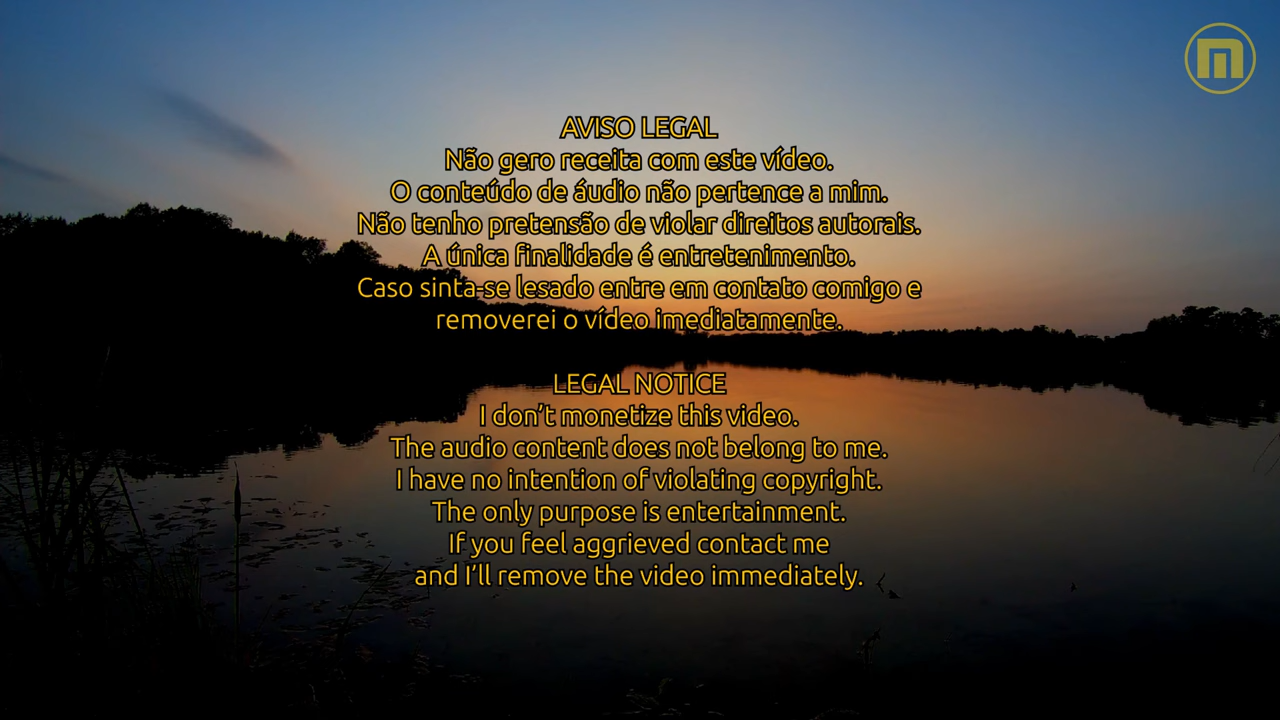 AVISO LEGAL
Não gero receita com este vídeo.
O conteúdo de áudio não pertence a mim.
Não tenho pretensão de violar direitos autorais.
A única finalidade é entretenimento.
Caso sinta-se lesado entre em contato comigo e
removerei o vídeo imediatamente.
LEGAL NOTICE
I don’t monetize this video.
The audio content does not belong to me.
I have no intention of violating copyright.
The only purpose is entertainment.
If you feel aggrieved contact me
and I’ll remove the video immediately.